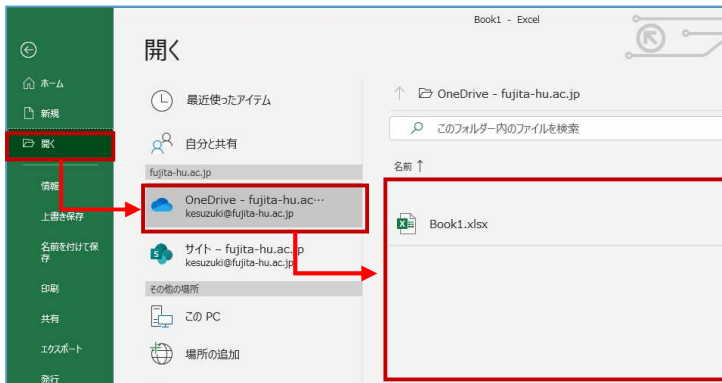 Book1 - Excel
開く
ホーム
新規
開く
情報
上書き保存
名前を付けて保
存
印刷
共有
エクスポート
発行
最近使ったアイテム
自分と共有
fujita-hu.ac.jp
OneDrive - fujita-hu.ac…
kesuzuki@fujita-hu.ac.jp
サイト – fujita-hu.ac.jp
kesuzuki@fujita-hu.ac.jp
その他の場所
この PC
場所の追加
↑ OneDrive - fujita-hu.ac.jp
このフォルダー内のファイルを検索
名前 ↑
Book1.xlsx